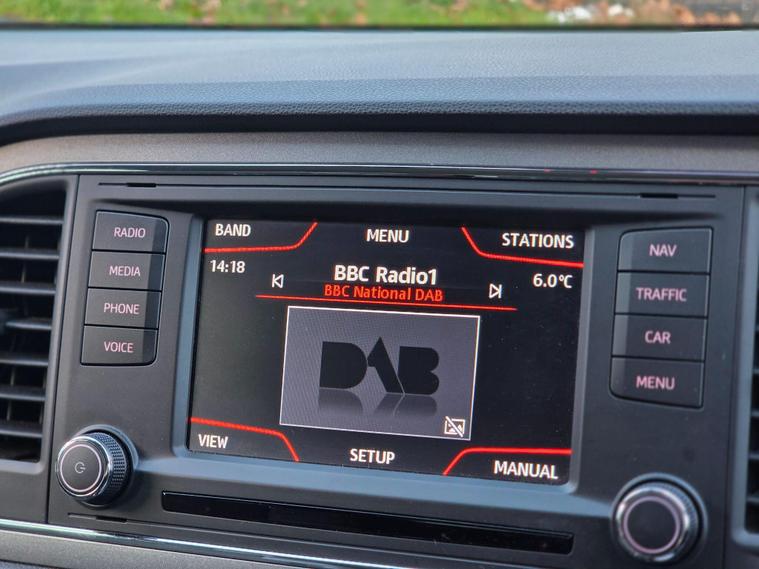 RADIO
MEDIA
PHONE
VOICE
BAND
MENU
STATIONS
14:18
BBC Radio1
6.0°C
BBC National DAB
DAB
VIEW
SETUP
MANUAL
NAV
TRAFFIC
CAR
MENU